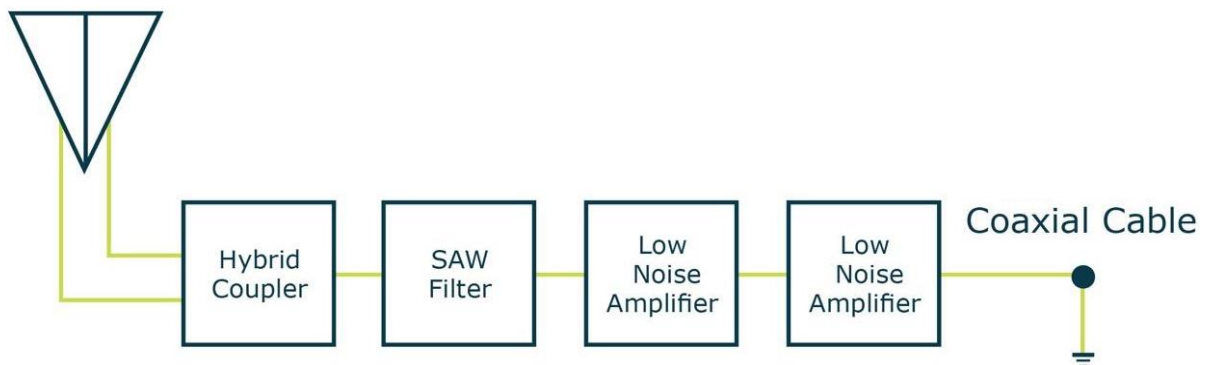 Hybrid
Coupler
SAW
Filter
Low
Noise
Amplifier
Low
Noise
Amplifier
Coaxial Cable